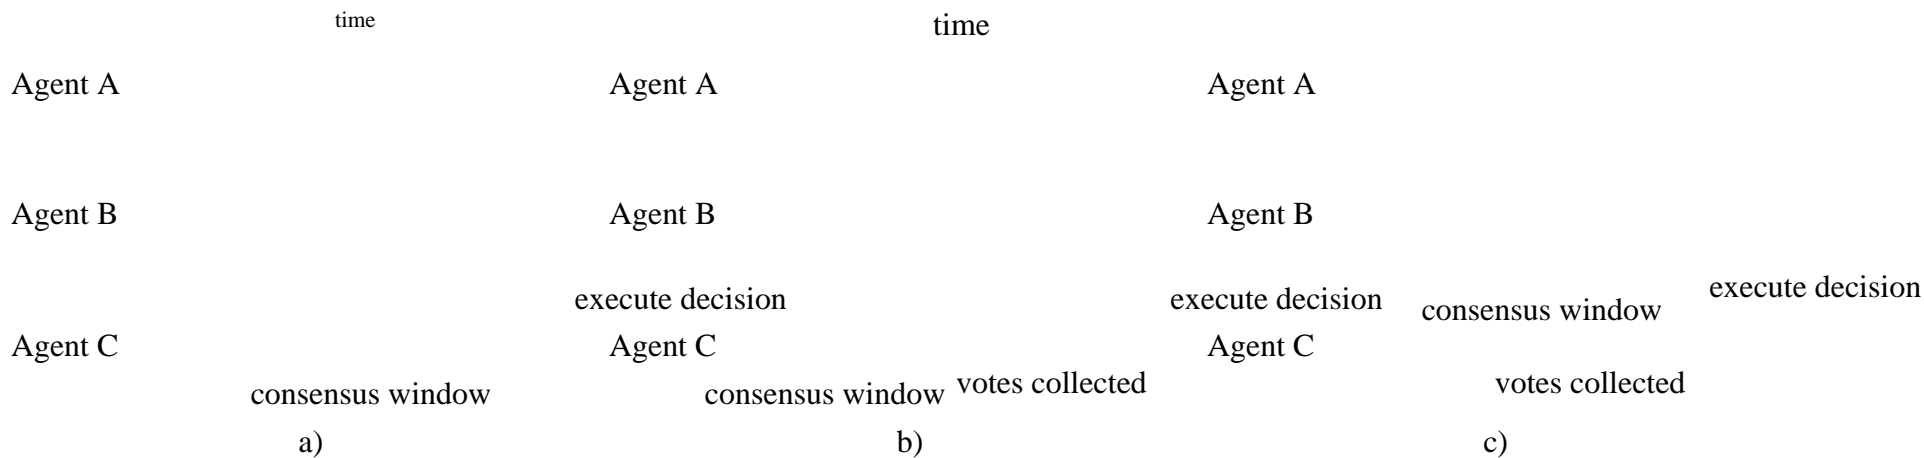 time
time
Agent A
Agent A
Agent A
Agent B
Agent B
Agent B
execute decision
execute decision
consensus window
execute decision
Agent C
Agent C
Agent C
consensus window
consensus window
votes collected
votes collected
a)
b)
c)